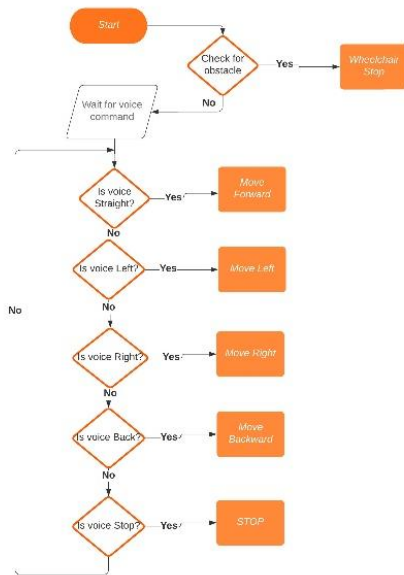 Start
Check for
obstacle
Yes
Wheelchair
Stop
No
Wait for voice
command
Is voice
Straight?
Yes
Move
Forward
No
Is voice Left?
Yes
Move Left
No
No
Is voice Right?
Yes
Move Right
No
Is voice Back?
Yes
Move
Backward
No
Is voice Stop?
Yes
STOP